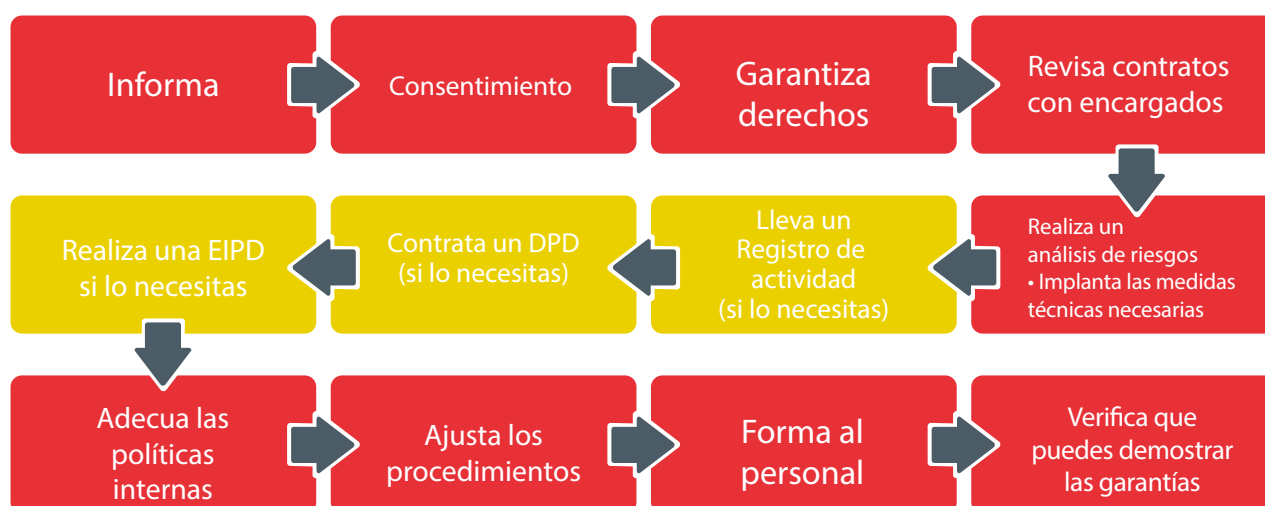 Informa
Consentimiento
Garantiza
derechos
Revisa contratos
con encargados
Realiza un
análisis de riesgos
• Implanta las medidas
técnicas necesarias
Lleva un
Registro de
actividad
(si lo necesitas)
Contrata un DPD
(si lo necesitas)
Realiza una EIPD
si lo necesitas
Adecua las
políticas
internas
Ajusta los
procedimientos
Forma al
personal
Verifica que
puedes demostrar
las garantías